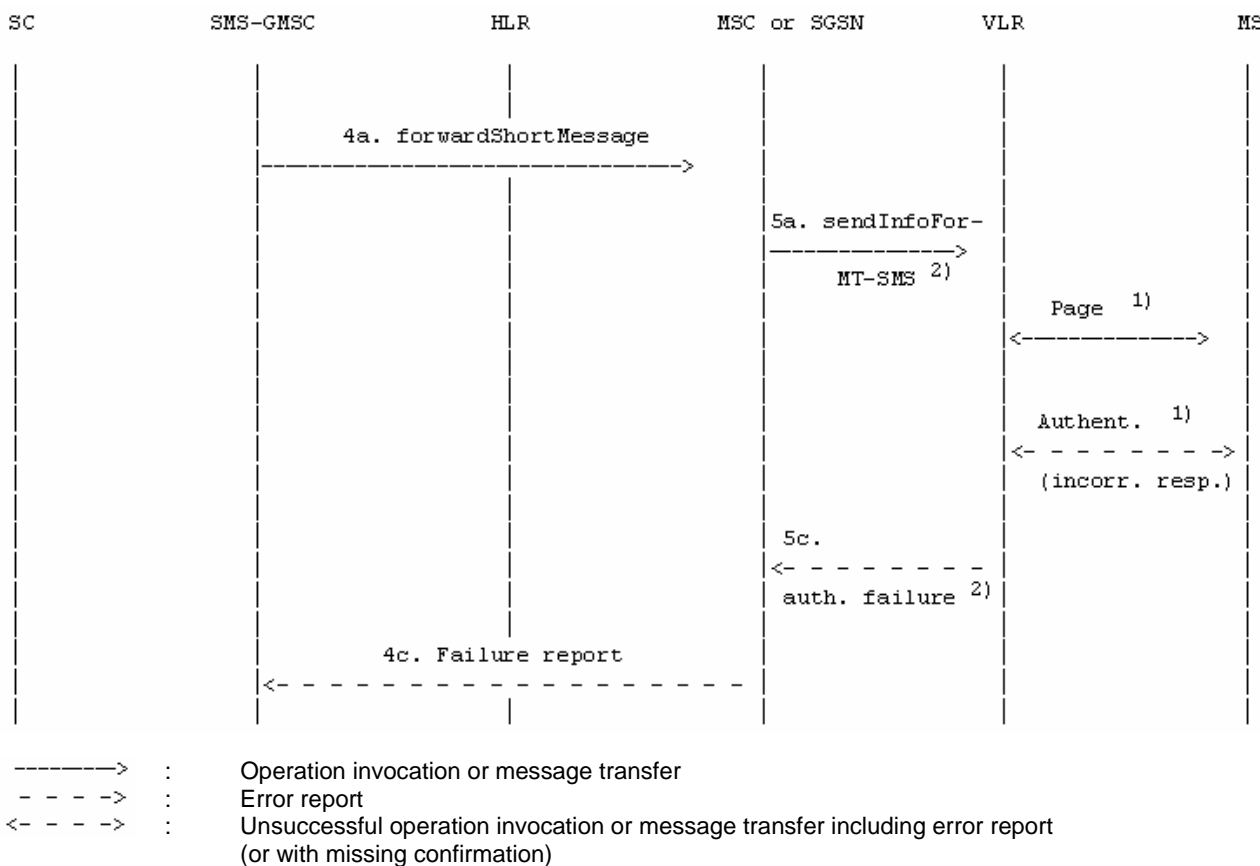 SC SMS-GMSC HLR MSC or SGSN VLR MS
4a. forwardShortMessage
5a. sendInfoFor-
MT-SMS 2)
Page 1)
Authent. 1)
(incorr. resp.)
5c.
auth. failure 2)
4c. Failure report
: Operation invocation or message transfer
: Error report
: Unsuccessful operation invocation or message transfer including error report
(or with missing confirmation)